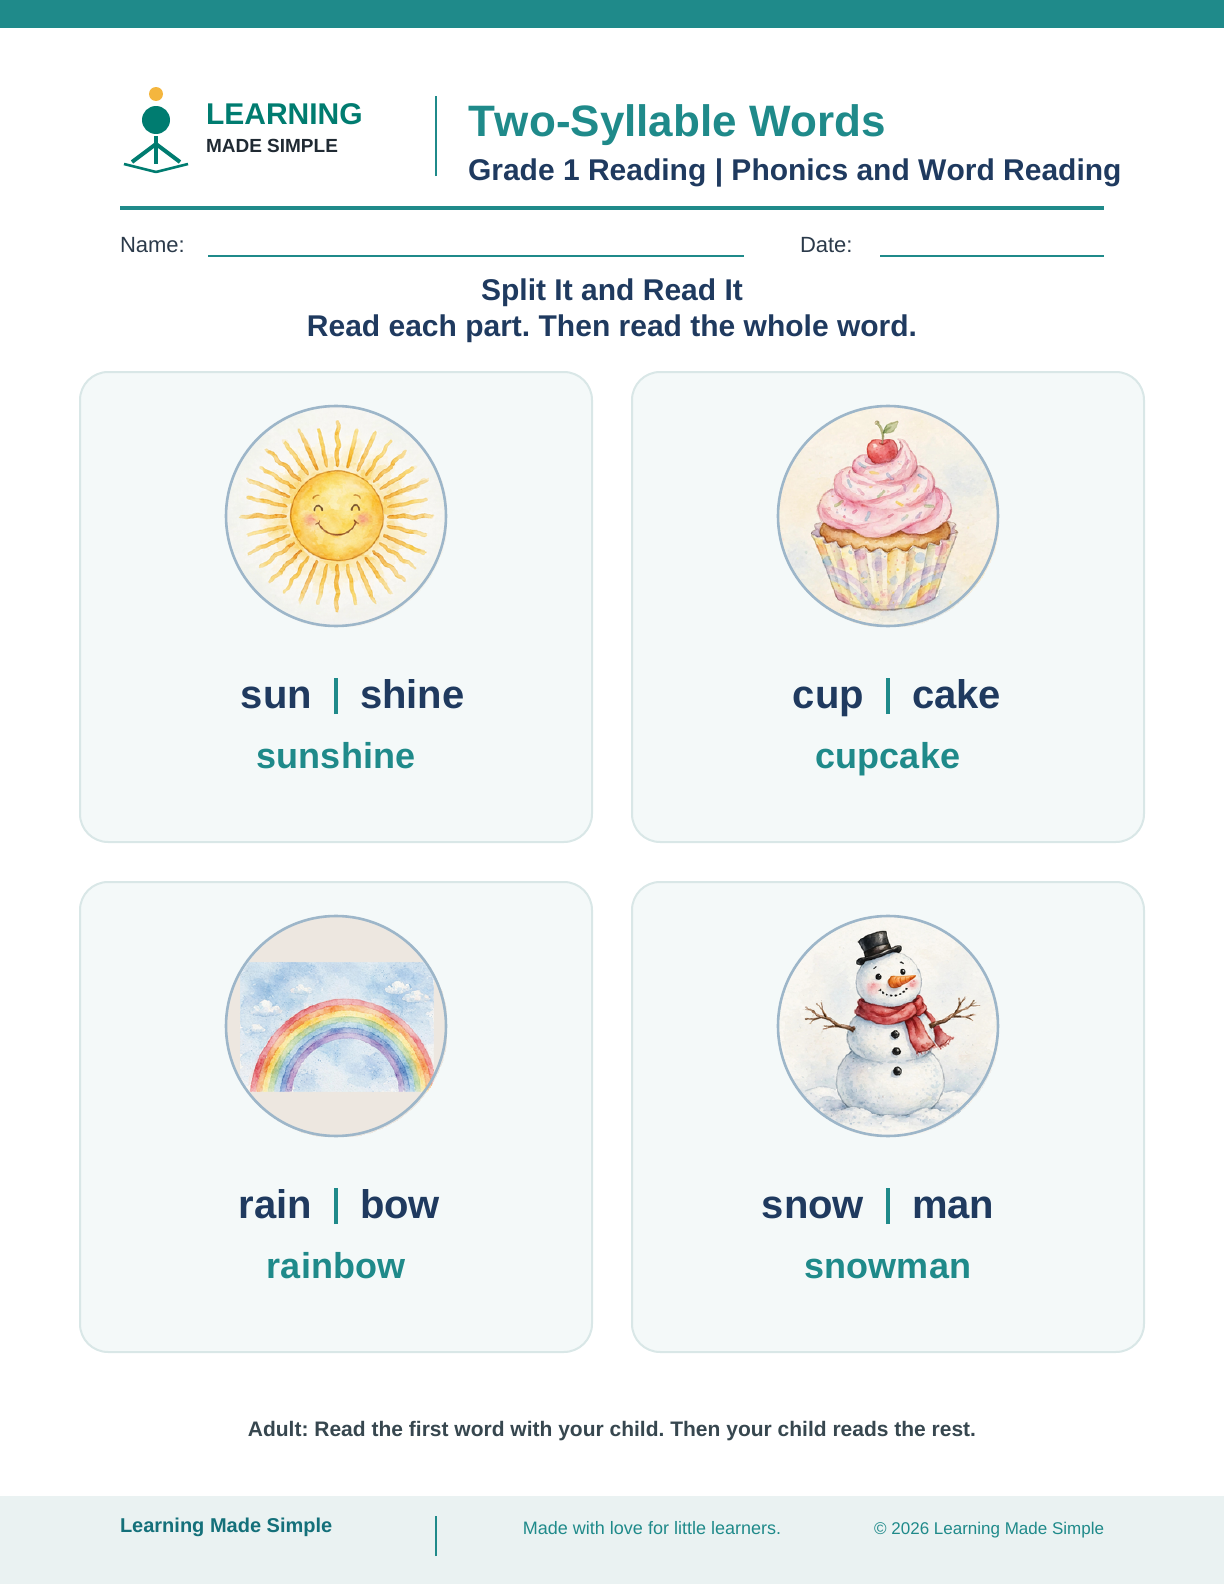 LEARNING
MADE SIMPLE
Two-Syllable Words
Grade 1 Reading | Phonics and Word Reading
Name:
Date:
Split It and Read It
Read each part. Then read the whole word.
sun | shine
sunshine
cup | cake
cupcake
rain | bow
rainbow
snow | man
snowman
Adult: Read the first word with your child. Then your child reads the rest.
Learning Made Simple
Made with love for little learners.
© 2026 Learning Made Simple